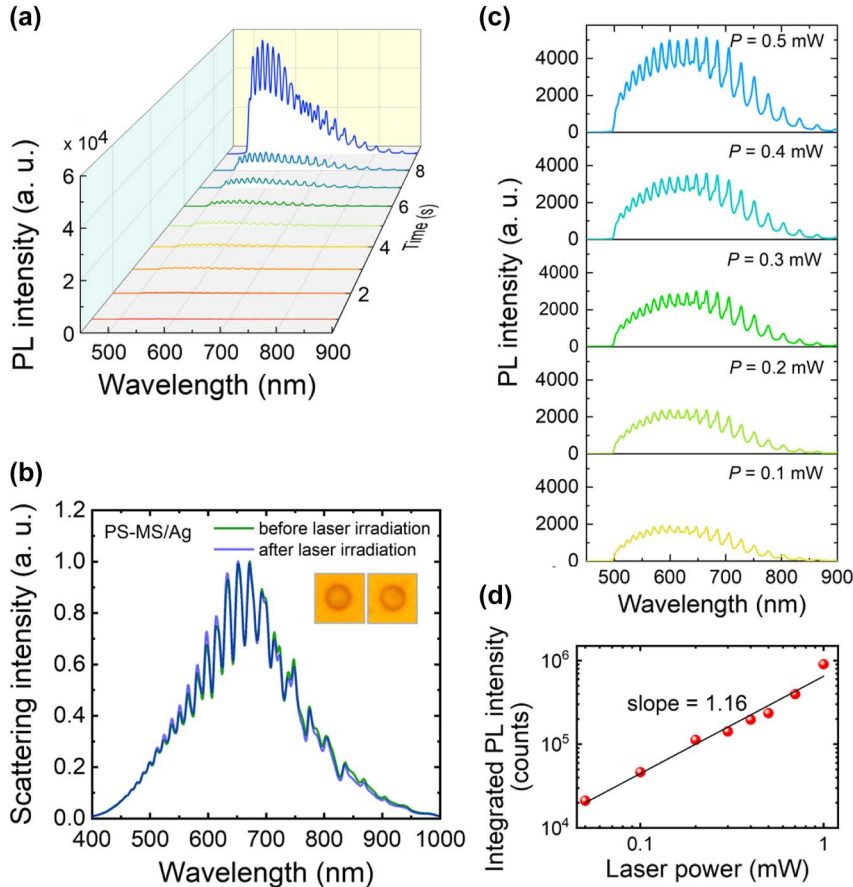 (a)
x 10⁴
6
4
2
0
PL intensity (a. u.)
500 600 700 800 900
Wavelength (nm)
2
4
6
8
Time (s)
(b)
1.2
1.0
0.8
0.6
0.4
0.2
0.0
Scattering intensity (a. u.)
PS-MS/Ag
before laser irradiation
after laser irradiation
400 500 600 700 800 900 1000
Wavelength (nm)
(c)
P = 0.5 mW
4000
2000
0
P = 0.4 mW
4000
2000
0
P = 0.3 mW
4000
2000
0
P = 0.2 mW
4000
2000
0
P = 0.1 mW
4000
2000
0
PL intensity (a. u.)
500 600 700 800 900
Wavelength (nm)
(d)
10⁶
10⁵
10⁴
Integrated PL intensity
(counts)
slope = 1.16
0.1 1
Laser power (mW)